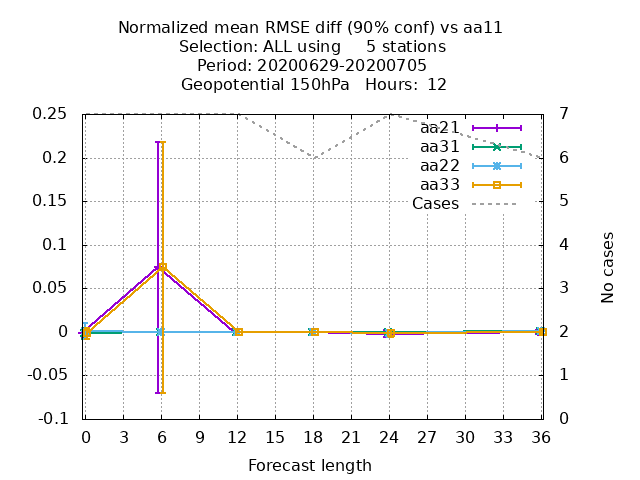 Normalized mean RMSE diff (90% conf) vs aa11
Selection: ALL using     5 stations
Period: 20200629-20200705
Geopotential 150hPa   Hours:  12
0.25
0.2
0.15
0.1
0.05
0
-0.05
-0.1
7
6
5
4
3
2
1
0
aa21
aa31
aa22
aa33
Cases
No cases
0 3 6 9 12 15 18 21 24 27 30 33 36
Forecast length